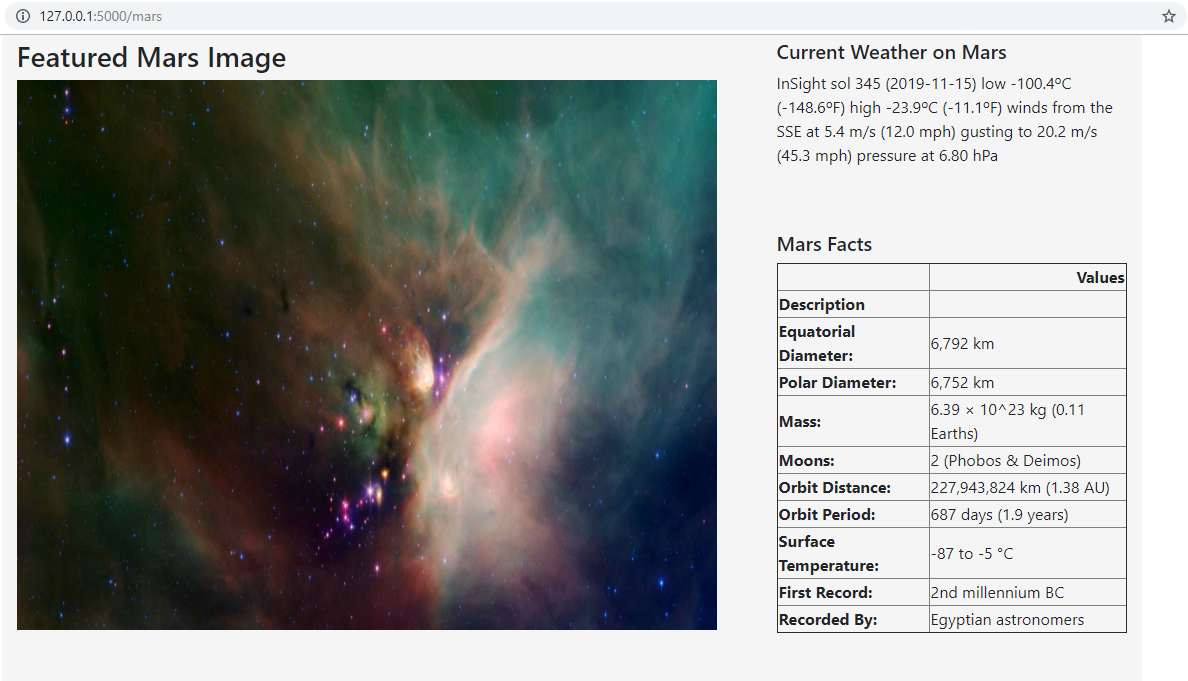 127.0.0.1:5000/mars
Featured Mars Image
Current Weather on Mars
InSight sol 345 (2019-11-15) low -100.4ºC
(-148.6ºF) high -23.9ºC (-11.1ºF) winds from the
SSE at 5.4 m/s (12.0 mph) gusting to 20.2 m/s
(45.3 mph) pressure at 6.80 hPa
Mars Facts
Values
Description
Equatorial
Diameter:
6,792 km
Polar Diameter:
6,752 km
Mass:
6.39 × 10^23 kg (0.11
Earths)
Moons:
2 (Phobos & Deimos)
Orbit Distance:
227,943,824 km (1.38 AU)
Orbit Period:
687 days (1.9 years)
Surface
Temperature:
-87 to -5 °C
First Record:
2nd millennium BC
Recorded By:
Egyptian astronomers